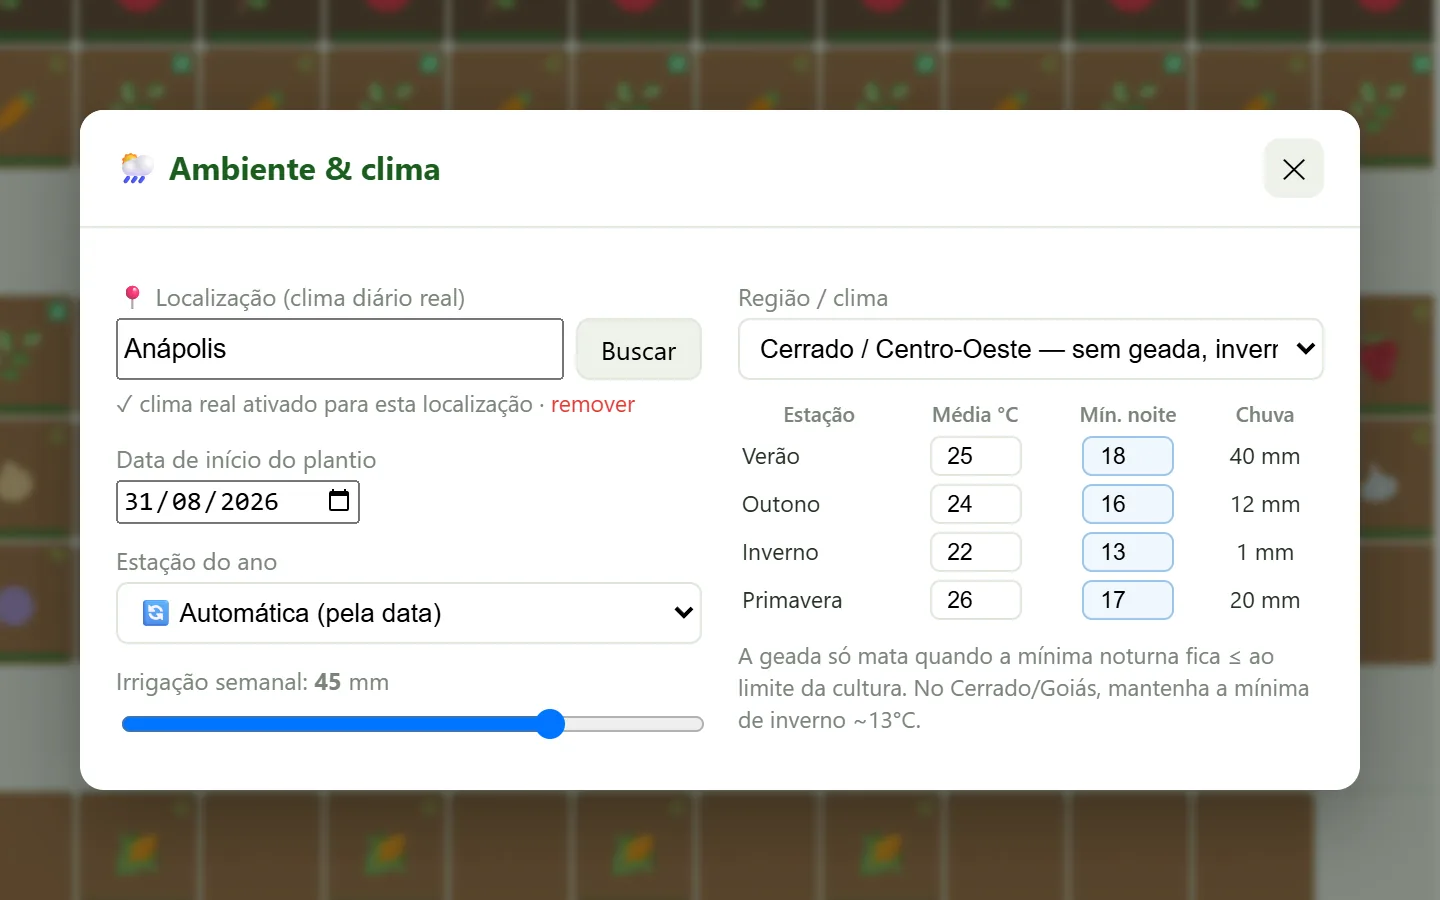 Ambiente & clima
📍 Localização (clima diário real)
Anápolis
Buscar
✓ clima real ativado para esta localização · remover
Data de início do plantio
31/08/2026
Estação do ano
🔄 Automática (pela data)
Irrigação semanal: 45 mm
Região / clima
Cerrado / Centro-Oeste — sem geada, inverr
Estação Média °C Mín. noite Chuva
Verão 25 18 40 mm
Outono 24 16 12 mm
Inverno 22 13 1 mm
Primavera 26 17 20 mm
A geada só mata quando a mínima noturna fica ≤ ao
limite da cultura. No Cerrado/Goiás, mantenha a mínima
de inverno ~13°C.